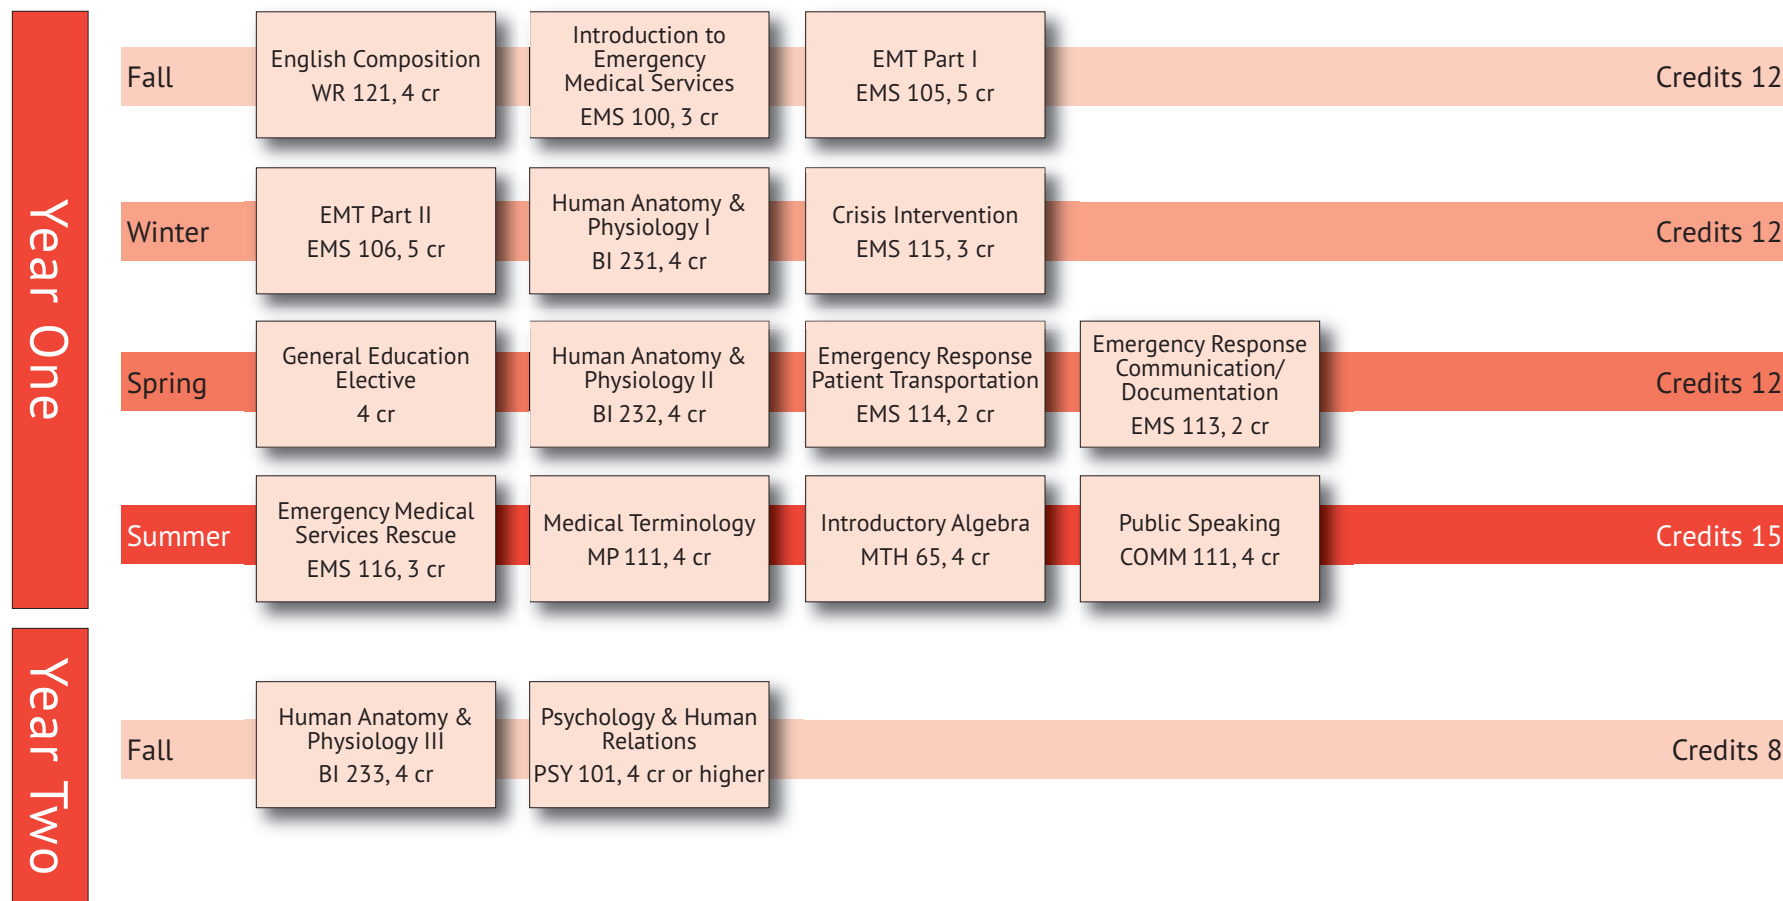 Year One
Fall
English Composition
WR 121, 4 cr
Introduction to
Emergency
Medical Services
EMS 100, 3 cr
EMT Part I
EMS 105, 5 cr
Credits 12
Winter
EMT Part II
EMS 106, 5 cr
Human Anatomy &
Physiology I
BI 231, 4 cr
Crisis Intervention
EMS 115, 3 cr
Credits 12
Spring
General Education
Elective
4 cr
Human Anatomy &
Physiology II
BI 232, 4 cr
Emergency Response
Patient Transportation
EMS 114, 2 cr
Emergency Response
Communication/
Documentation
EMS 113, 2 cr
Credits 12
Summer
Emergency Medical
Services Rescue
EMS 116, 3 cr
Medical Terminology
MP 111, 4 cr
Introductory Algebra
MTH 65, 4 cr
Public Speaking
COMM 111, 4 cr
Credits 15
Year Two
Fall
Human Anatomy &
Physiology III
BI 233, 4 cr
Psychology & Human
Relations
PSY 101, 4 cr or higher
Credits 8